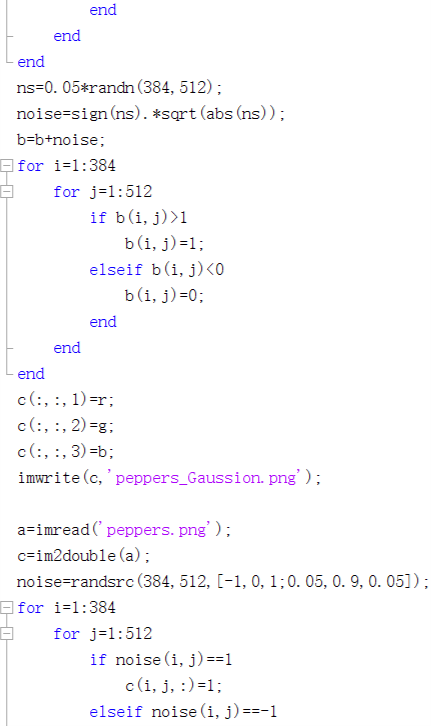 end
    end
end
ns=0.05*randn(384,512);
noise=sign(ns).*sqrt(abs(ns));
b=b+noise;
for i=1:384
    for j=1:512
        if b(i,j)>1
            b(i,j)=1;
        elseif b(i,j)<0
            b(i,j)=0;
        end
    end
end
c(:,:,1)=r;
c(:,:,2)=g;
c(:,:,3)=b;
imwrite(c,'peppers_Gaussion.png');
a=imread('peppers.png');
c=im2double(a);
noise=randsrc(384,512,[-1,0,1;0.05,0.9,0.05]);
for i=1:384
    for j=1:512
        if noise(i,j)==1
            c(i,j,:)=1;
        elseif noise(i,j)==-1